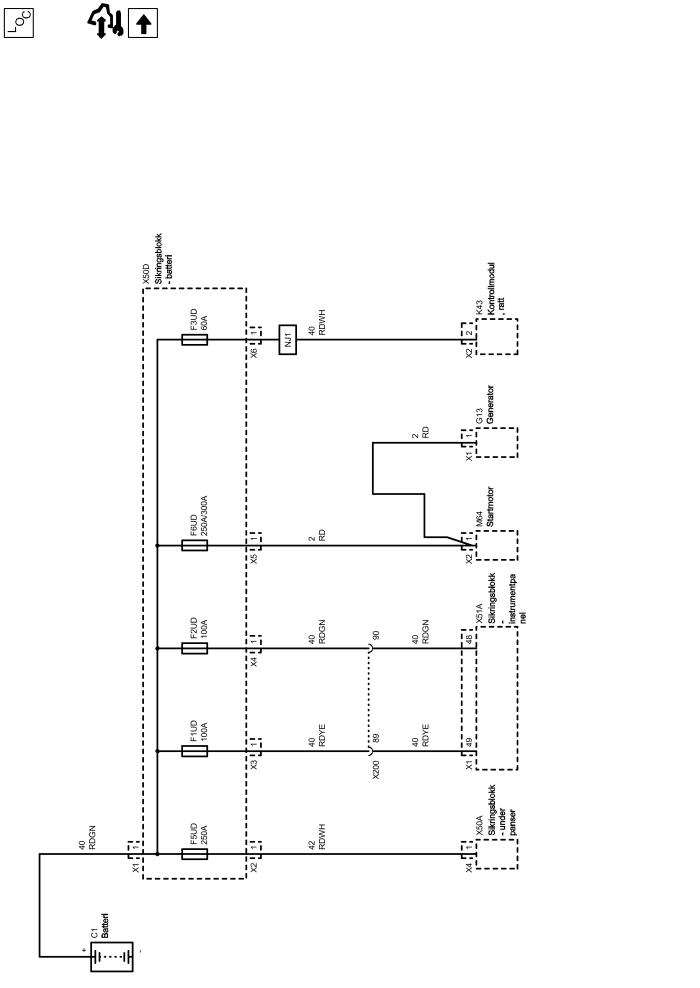 LOC
X50D
Sikringsblokk
- batteri
F3UD
60A
1
X6
NJ1
40
RDWH
2
X2
K43
Kontrollmodul
, ratt
2
RD
1
X1
G13
Generator
F6UD
250A/300A
1
X5
2
RD
1
X2
M64
Startmotor
F2UD
100A
1
X4
40
RDGN
90
40
RDGN
48
X51A
Sikringsblokk
-
instrumentpa
nel
F1UD
100A
1
X3
40
RDYE
89
X200
40
RDYE
49
X1
40
RDGN
1
X1
F5UD
250A
1
X2
42
RDWH
1
X4
X50A
Sikringsblokk
- under
panser
C1
Batteri
+
-